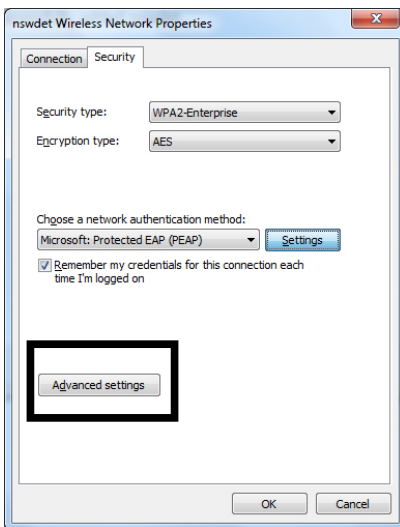 nswdet Wireless Network Properties
Connection Security
Security type: WPA2-Enterprise
Encryption type: AES
Choose a network authentication method:
Microsoft: Protected EAP (PEAP) Settings
Remember my credentials for this connection each
time I'm logged on
Advanced settings
OK Cancel